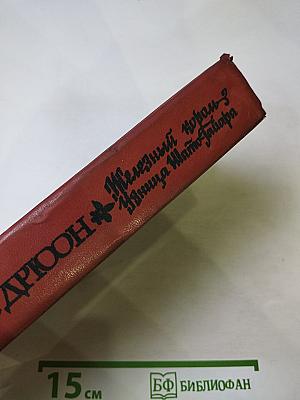 ДРЮОН
Железный король
Узница Шато-Гайара
15 см
БФ БИБЛИОФАН